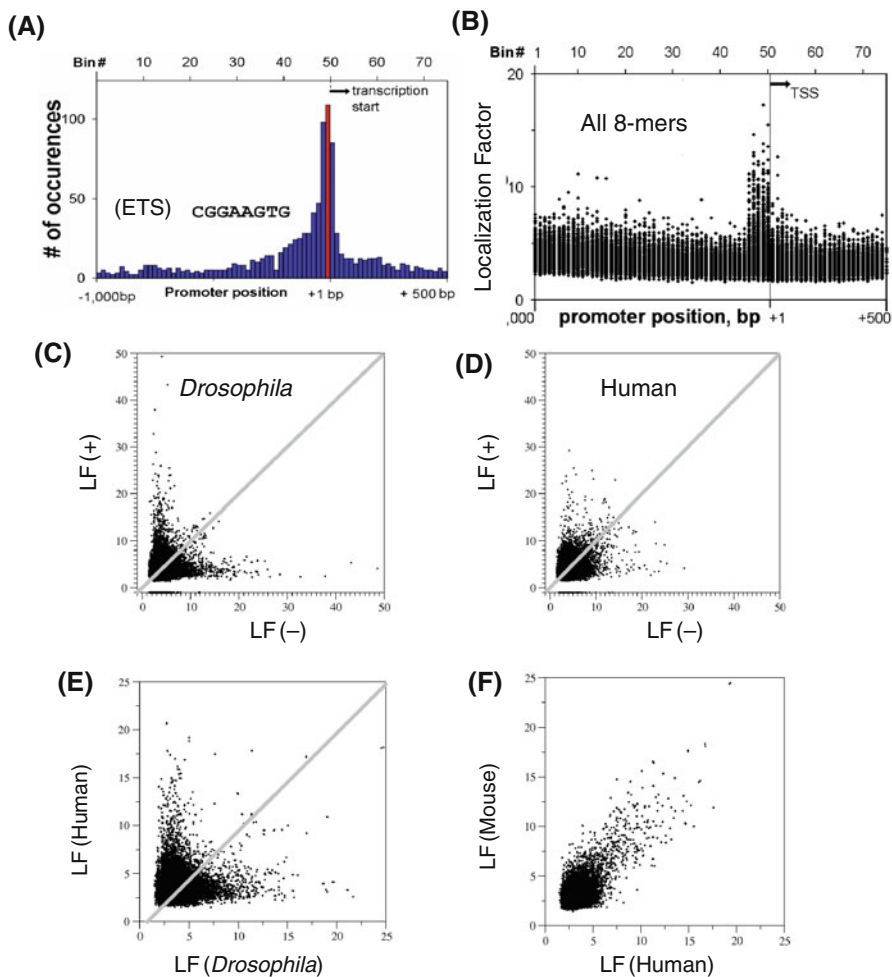 (A)
Bin # 0 10 20 30 40 50 60 70
# of occurences
100
50
0
transcription
start
(ETS) CGGAAGTG
-1,000bp Promoter position +1 bp + 500 bp
(B)
Bin# 1 10 20 30 40 50 60 70
Localization Factor
20
10
0
TSS
All 8-mers
,000 promoter position, bp +1 +500
(C)
Drosophila
LF (+)
50
40
30
20
10
0
0 10 20 30 40 50
LF (–)
(D)
Human
LF (+)
50
40
30
20
10
0
0 10 20 30 40 50
LF (–)
(E)
LF (Human)
25
20
15
10
5
0
0 5 10 15 20 25
LF (Drosophila)
(F)
LF (Mouse)
25
20
15
10
5
0
0 5 10 15 20 25
LF (Human)